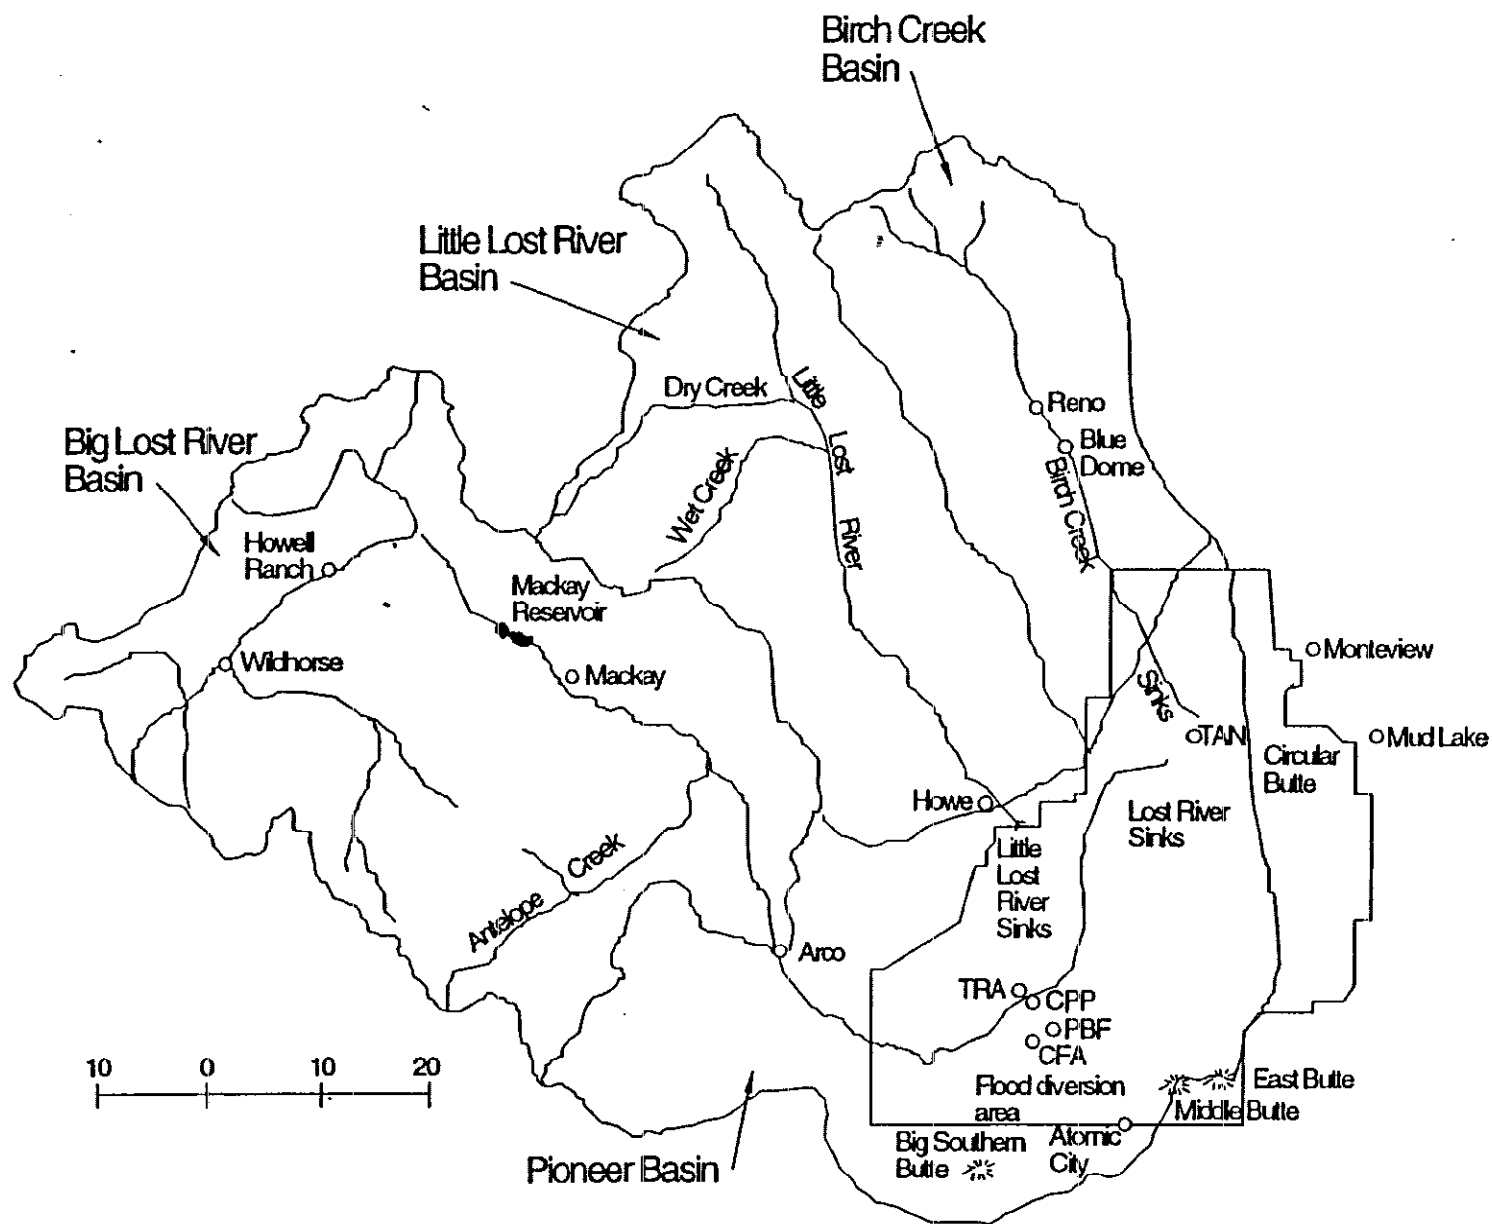 Birch Creek
Basin
Little Lost River
Basin
Dry Creek
Little
Lost
River
Reno
Blue
Dome
Birch Creek
Big Lost River
Basin
Wet Creek
Howell
Ranch
Mackay
Reservoir
Wildhorse
Mackay
Monteview
Sinks
TAN
Mud Lake
Circular
Butte
Howe
Lost River
Sinks
Little
Lost
River
Sinks
Antelope
Creek
Arco
TRA
CPP
PBF
CFA
10 0 10 20
Flood diversion
area
East Butte
Middle Butte
Big Southern
Butte
Atomic
City
Pioneer Basin